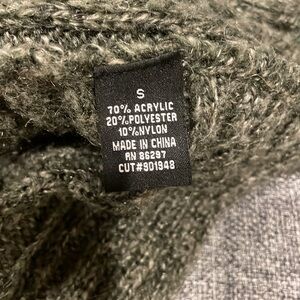 S
70% ACRYLIC
20%POLYESTER
10%NYLON
MADE IN CHINA
RN 86297
CUT#901948